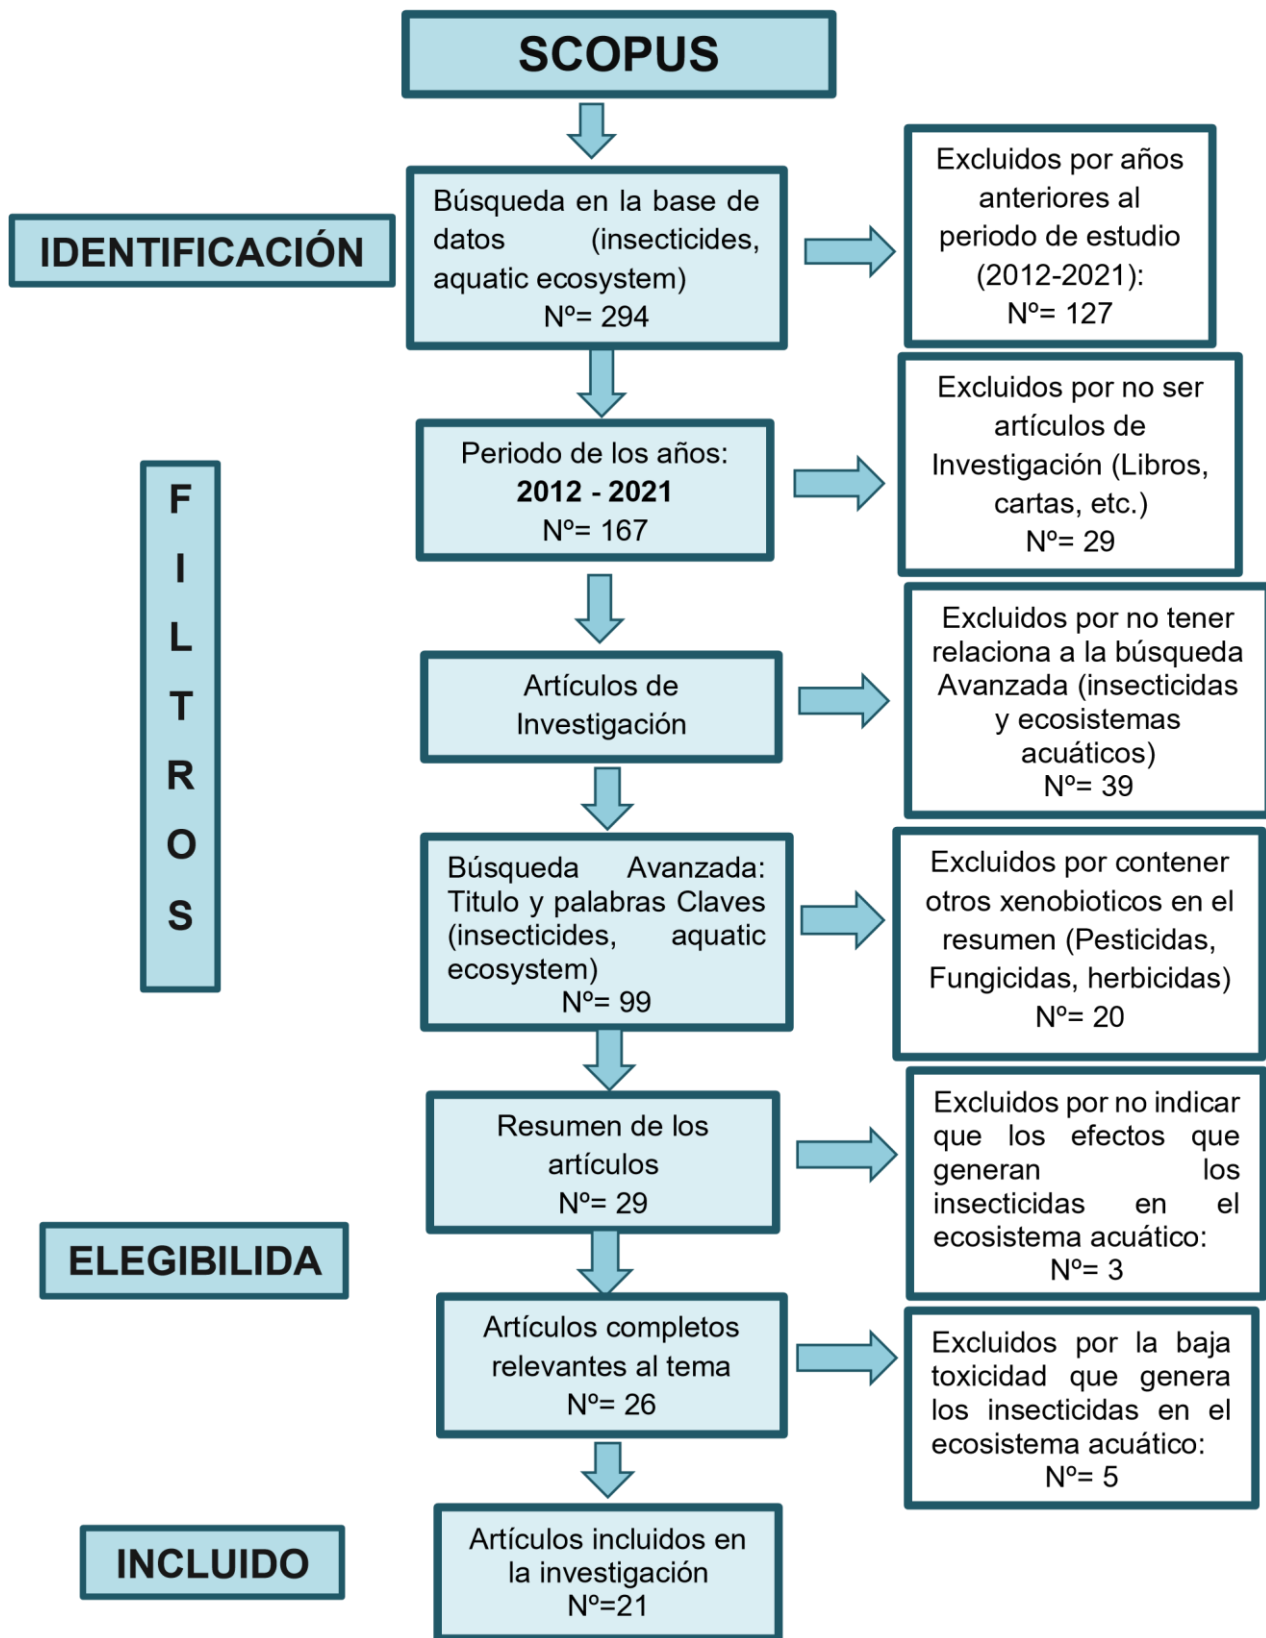 SCOPUS
IDENTIFICACIÓN
Búsqueda en la base de
datos (insecticides,
aquatic ecosystem)
Nº= 294
Excluidos por años
anteriores al
periodo de estudio
(2012-2021):
Nº= 127
FILTROS
Periodo de los años:
2012 - 2021
Nº= 167
Excluidos por no ser
artículos de
Investigación (Libros,
cartas, etc.)
Nº= 29
Artículos de
Investigación
Excluidos por no tener
relaciona a la búsqueda
Avanzada (insecticidas
y ecosistemas
acuáticos)
Nº= 39
Búsqueda Avanzada:
Titulo y palabras Claves
(insecticides, aquatic
ecosystem)
Nº= 99
Excluidos por contener
otros xenobioticos en el
resumen (Pesticidas,
Fungicidas, herbicidas)
Nº= 20
Resumen de los
artículos
Nº= 29
Excluidos por no indicar
que los efectos que
generan los
insecticidas en el
ecosistema acuático:
Nº= 3
ELEGIBILIDA
Artículos completos
relevantes al tema
Nº= 26
Excluidos por la baja
toxicidad que genera
los insecticidas en el
ecosistema acuático:
Nº= 5
INCLUIDO
Artículos incluidos en
la investigación
Nº=21